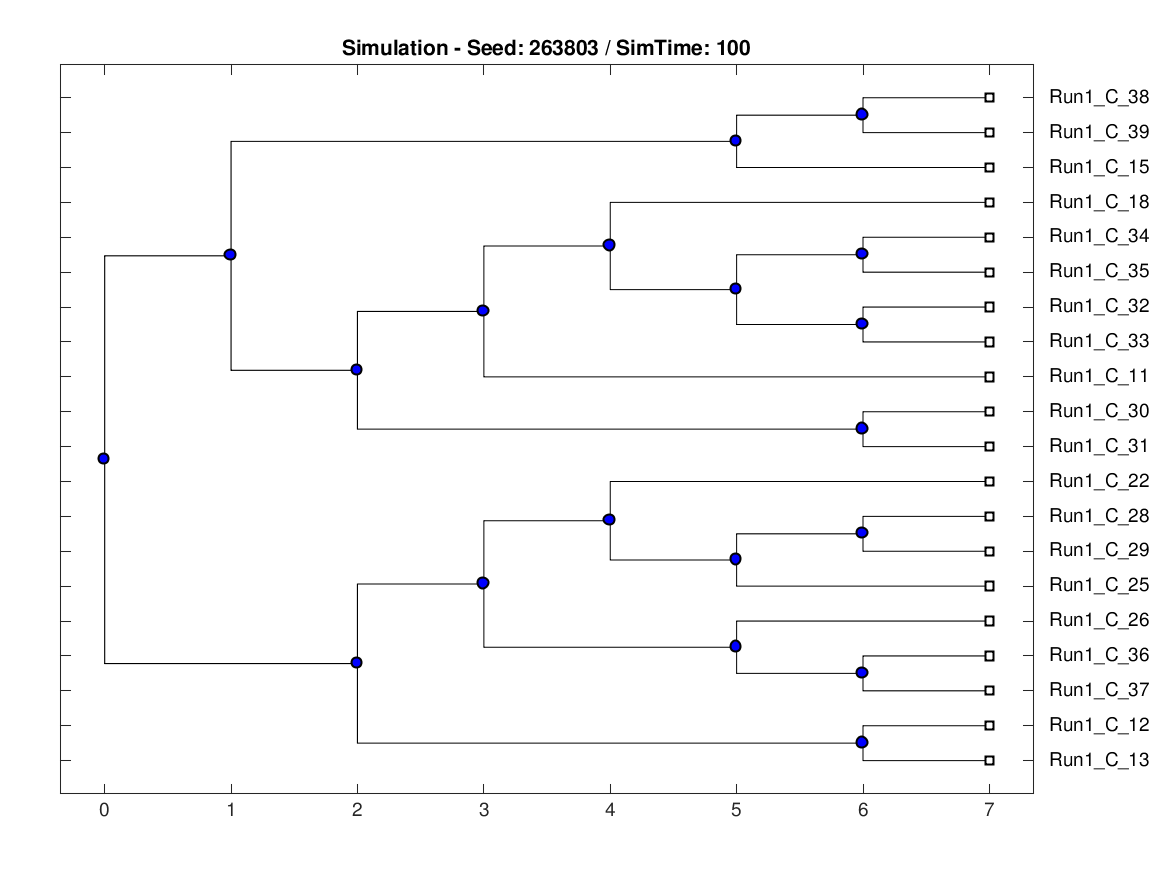 Simulation - Seed: 263803 / SimTime: 100
Run1_C_38
Run1_C_39
Run1_C_15
Run1_C_18
Run1_C_34
Run1_C_35
Run1_C_32
Run1_C_33
Run1_C_11
Run1_C_30
Run1_C_31
Run1_C_22
Run1_C_28
Run1_C_29
Run1_C_25
Run1_C_26
Run1_C_36
Run1_C_37
Run1_C_12
Run1_C_13
0 1 2 3 4 5 6 7